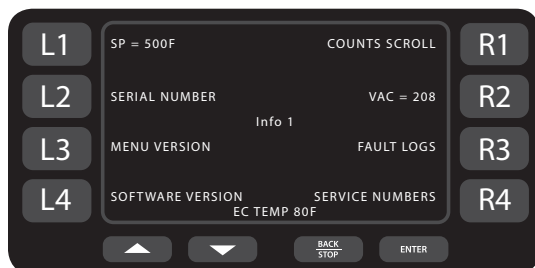 L1 SP = 500F COUNTS SCROLL R1
L2 SERIAL NUMBER VAC = 208 R2
Info 1
L3 MENU VERSION FAULT LOGS R3
L4 SOFTWARE VERSION SERVICE NUMBERS R4
EC TEMP 80F
BACK
STOP ENTER